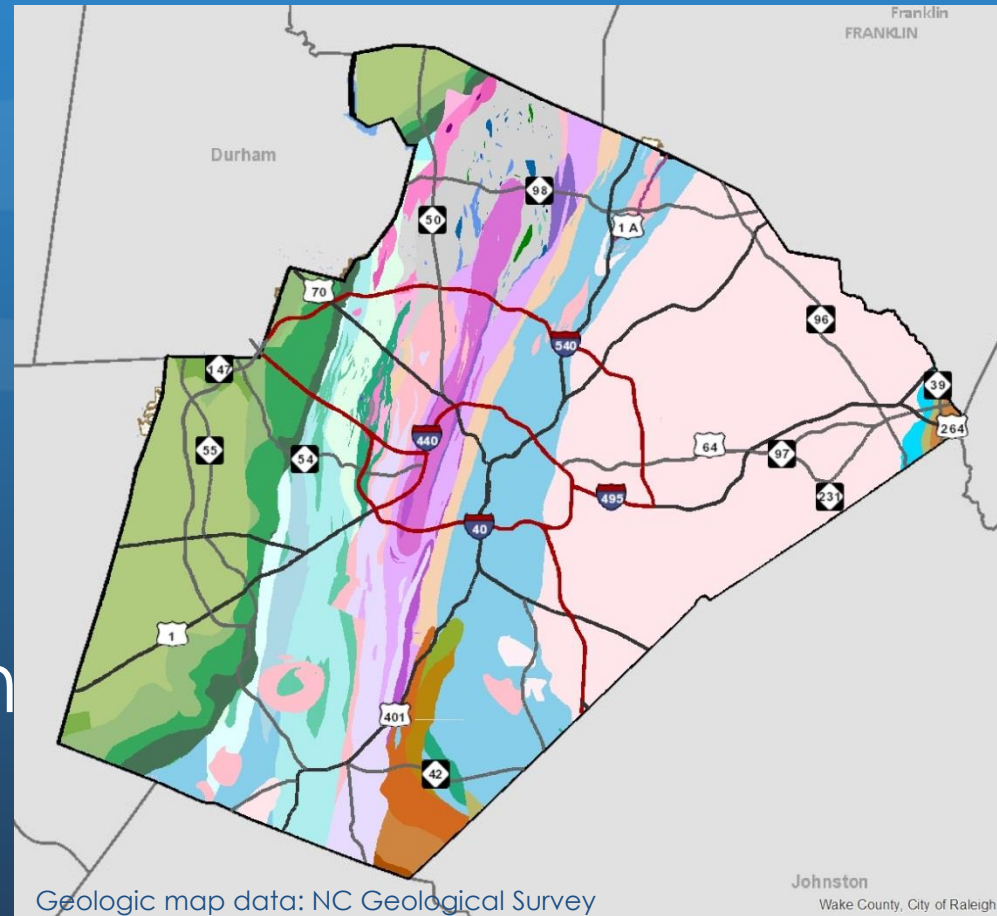 Franklin
FRANKLIN
Durham
98
50
1 A
70
96
540
147
39
264
440
64
55
54
97
231
495
40
1
401
42
n
Johnston
Geologic map data: NC Geological Survey
Wake County, City of Raleigh